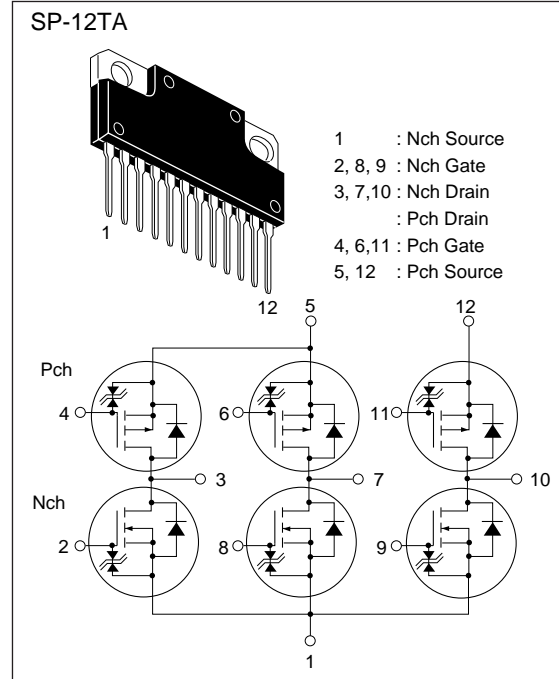 SP-12TA
1 : Nch Source
2, 8, 9 : Nch Gate
3, 7,10 : Nch Drain
: Pch Drain
4, 6,11 : Pch Gate
5, 12 : Pch Source
1
12
5
12
Pch
4
6
11
3
7
10
Nch
2
8
9
1